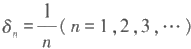 δₙ = 1/n ( n = 1 , 2 , 3 , ⋯ )